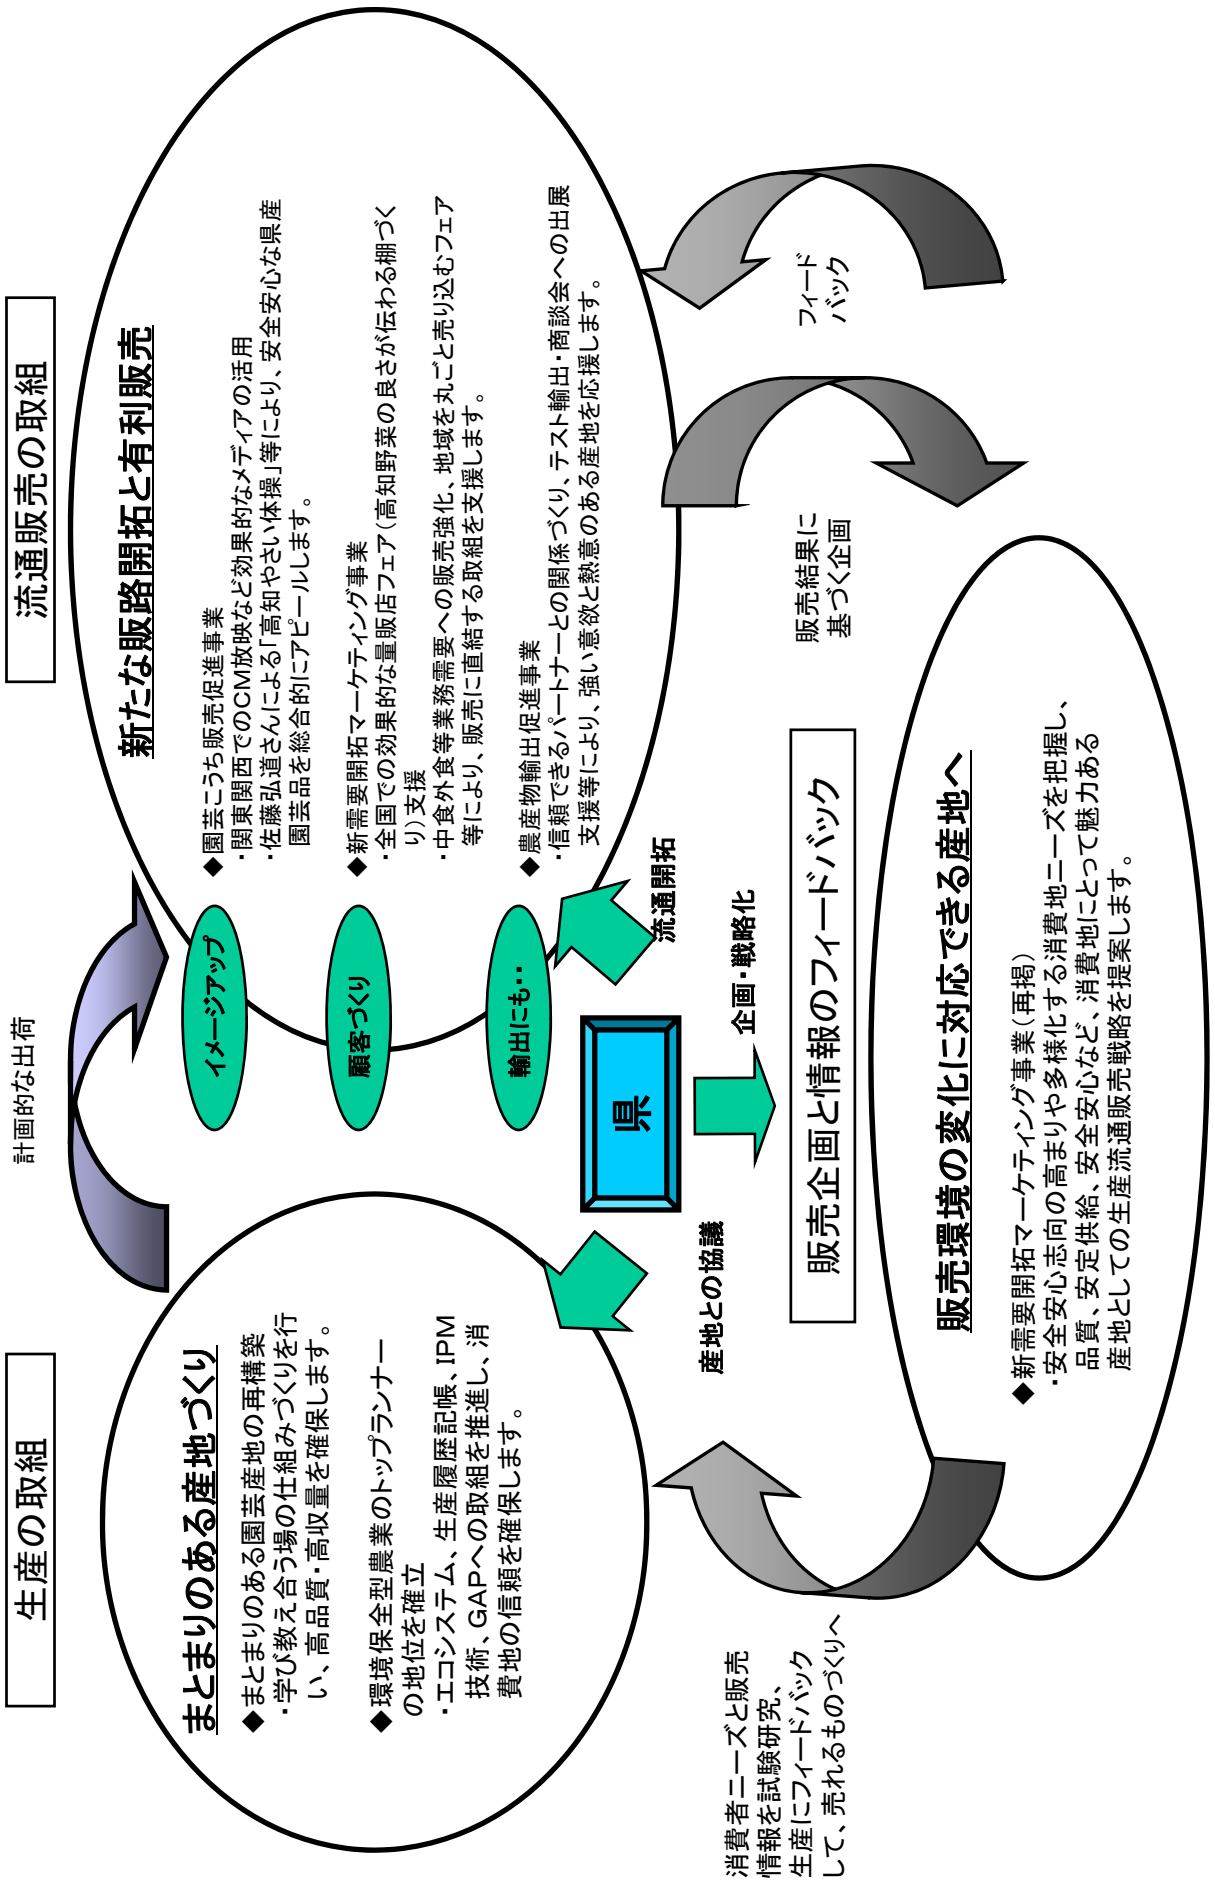 生産の取組
まとまりのある産地づくり
◆まとまりのある園芸産地の再構築
・学び教え合う場の仕組みづくりを行
い、高品質・高収量を確保します。
◆環境保全型農業のトップランナー
の地位を確立
・エコシステム、生産履歴記帳、IPM
技術、GAPへの取組を推進し、消
費地の信頼を確保します。
計画的な出荷
流通販売の取組
新たな販路開拓と有利販売
イメージアップ
◆園芸こうち販売促進事業
・関東関西でのCM放映など効果的なメディアの活用
・佐藤弘道さんによる「高知やさい体操」等により、安全安心な県産
園芸品を総合的にアピールします。
顧客づくり
◆新需要開拓マーケティング事業
・全国での効果的な量販店フェア(高知野菜の良さが伝わる棚づく
り)支援
・中食外食等業務需要への販売強化、地域を丸ごと売り込むフェア
等により、販売に直結する取組を支援します。
輸出にも・・
◆農産物輸出促進事業
・信頼できるパートナーとの関係づくり、テスト輸出・商談会への出展
支援等により、強い意欲と熱意のある産地を応援します。
県
流通開拓
産地との協議
企画・戦略化
販売企画と情報のフィードバック
販売環境の変化に対応できる産地へ
◆新需要開拓マーケティング事業(再掲)
・安全安心志向の高まりや多様化する消費地ニーズを把握し、
品質、安定供給、安全安心など、消費地にとって魅力ある
産地としての生産流通販売戦略を提案します。
消費者ニーズと販売
情報を試験研究、
生産にフィードバック
して、売れるものづくりへ
販売結果に
基づく企画
フィード
バック